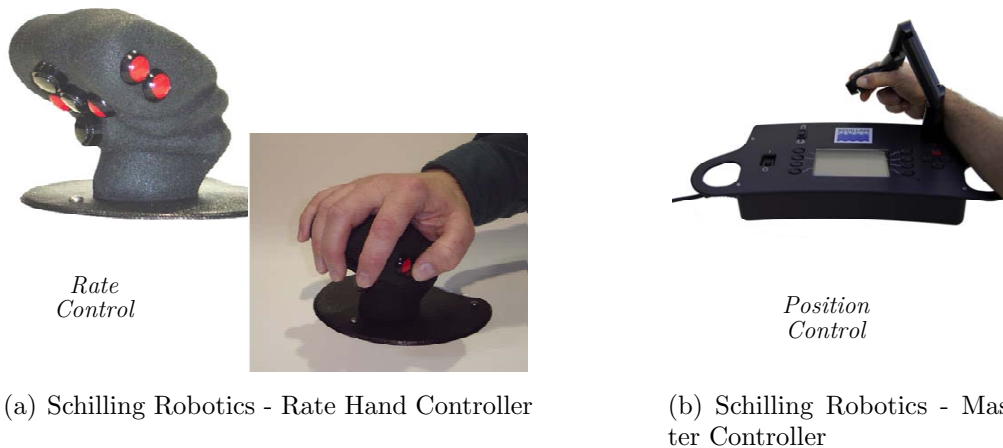 Rate
Control
Position
Control
(a) Schilling Robotics - Rate Hand Controller
(b) Schilling Robotics - Mas
ter Controller